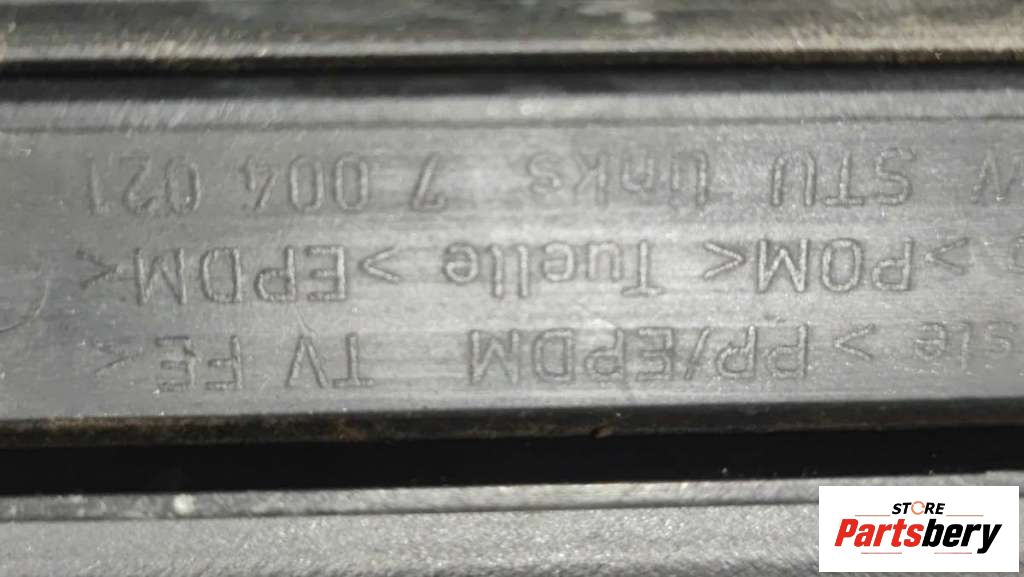 >PP/EPDM TV FE<
>POM< Tuelle >EPDM<
STU links 7 004 021
STORE
Partsbery